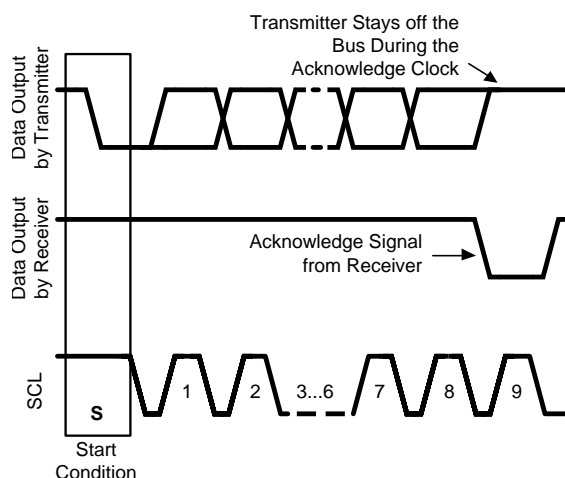 Transmitter Stays off the
Bus During the
Acknowledge Clock
Data Output
by Transmitter
Data Output
by Receiver
Acknowledge Signal
from Receiver
SCL
S
1
2
3...6
7
8
9
Start
Condition